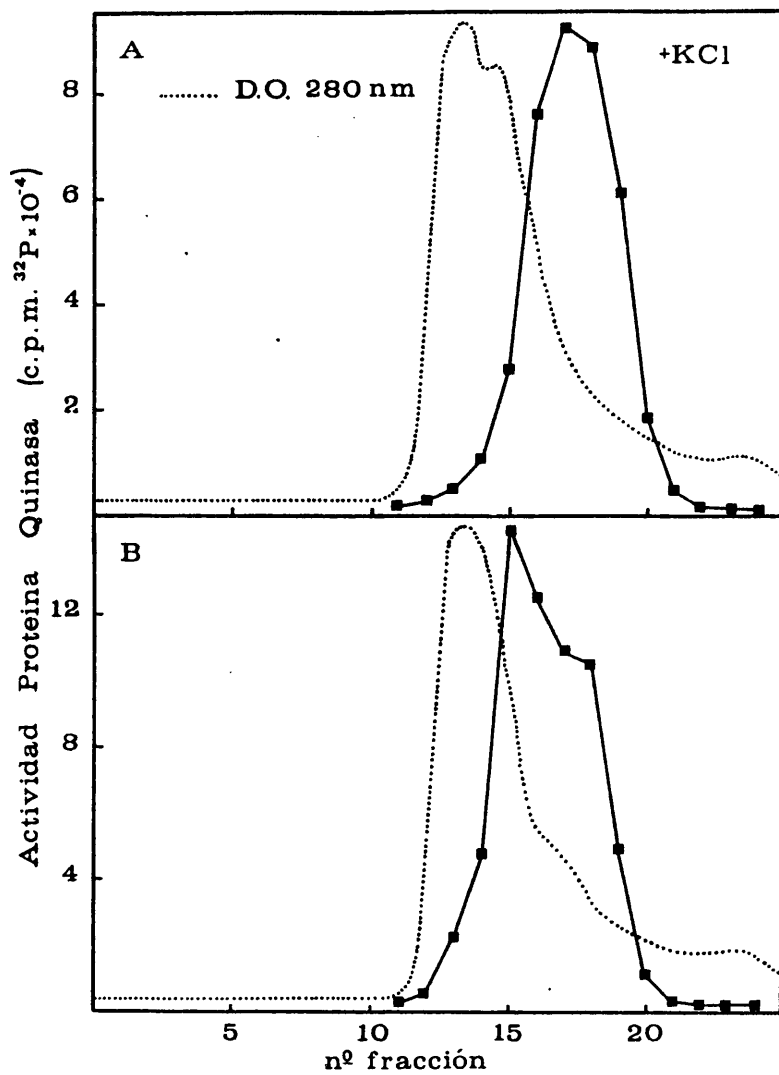 A
+KCl
D.O. 280 nm
8
6
4
2
Actividad Proteina Quinasa (c.p.m. ³²P×10⁻⁴)
B
12
8
4
5
10
15
20
nº fracción